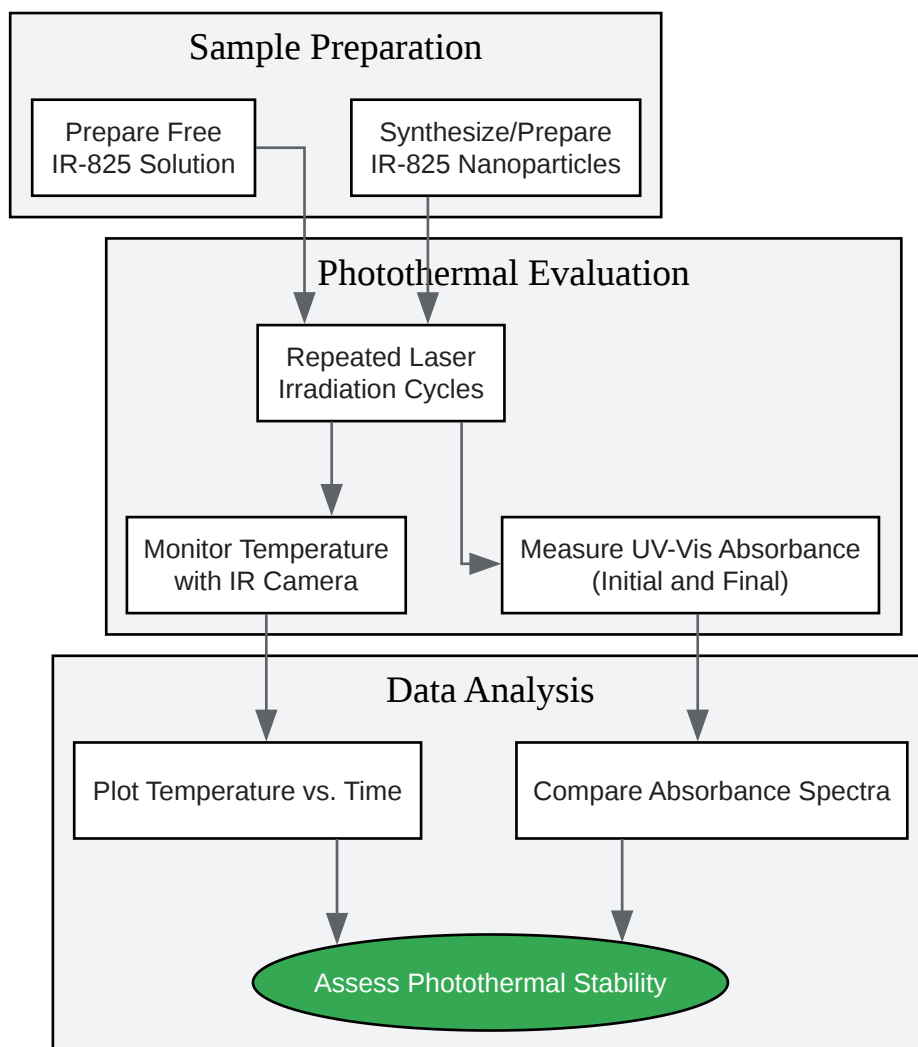 Sample Preparation
Prepare Free
IR-825 Solution
Synthesize/Prepare
IR-825 Nanoparticles
Photothermal Evaluation
Repeated Laser
Irradiation Cycles
Monitor Temperature
with IR Camera
Measure UV-Vis Absorbance
(Initial and Final)
Data Analysis
Plot Temperature vs. Time
Compare Absorbance Spectra
Assess Photothermal Stability